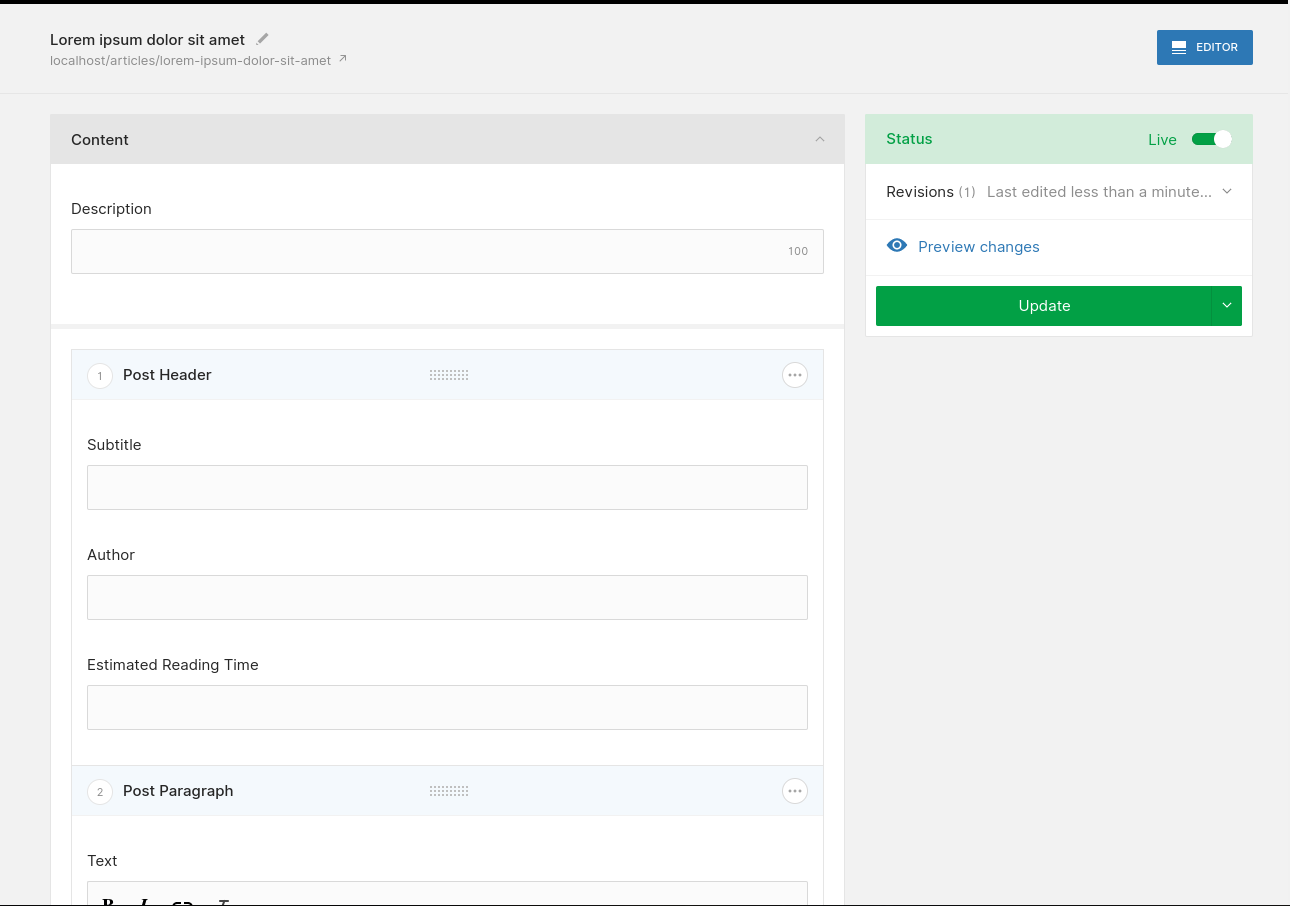 Lorem ipsum dolor sit amet
localhost/articles/lorem-ipsum-dolor-sit-amet
EDITOR
Content
Description
100
1 Post Header
Subtitle
Author
Estimated Reading Time
2 Post Paragraph
Text
B I T
Status Live
Revisions (1) Last edited less than a minute...
Preview changes
Update